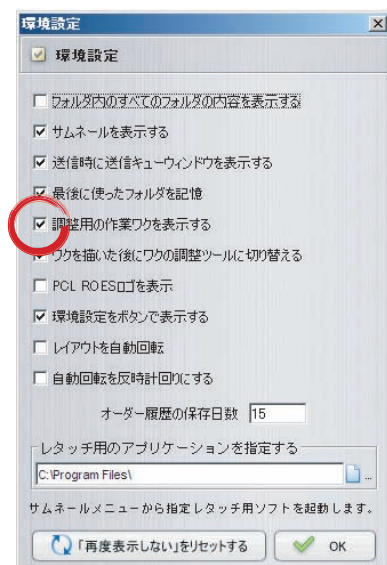 環境設定
環境設定
フォルダ内のすべてのフォルダの内容を表示する
サムネールを表示する
送信時に送信キューウィンドウを表示する
最後に使ったフォルダを記憶
調整用の作業ワクを表示する
ワクを描いた後にワクの調整ツールに切り替える
PCL ROESロゴを表示
環境設定をボタンで表示する
レイアウトを自動回転
自動回転を反時計回りにする
オーダー履歴の保存日数 15
レタッチ用のアプリケーションを指定する
C:\Program Files\ ...
サムネールメニューから指定レタッチ用ソフトを起動します。
「再度表示しない」をリセットする OK